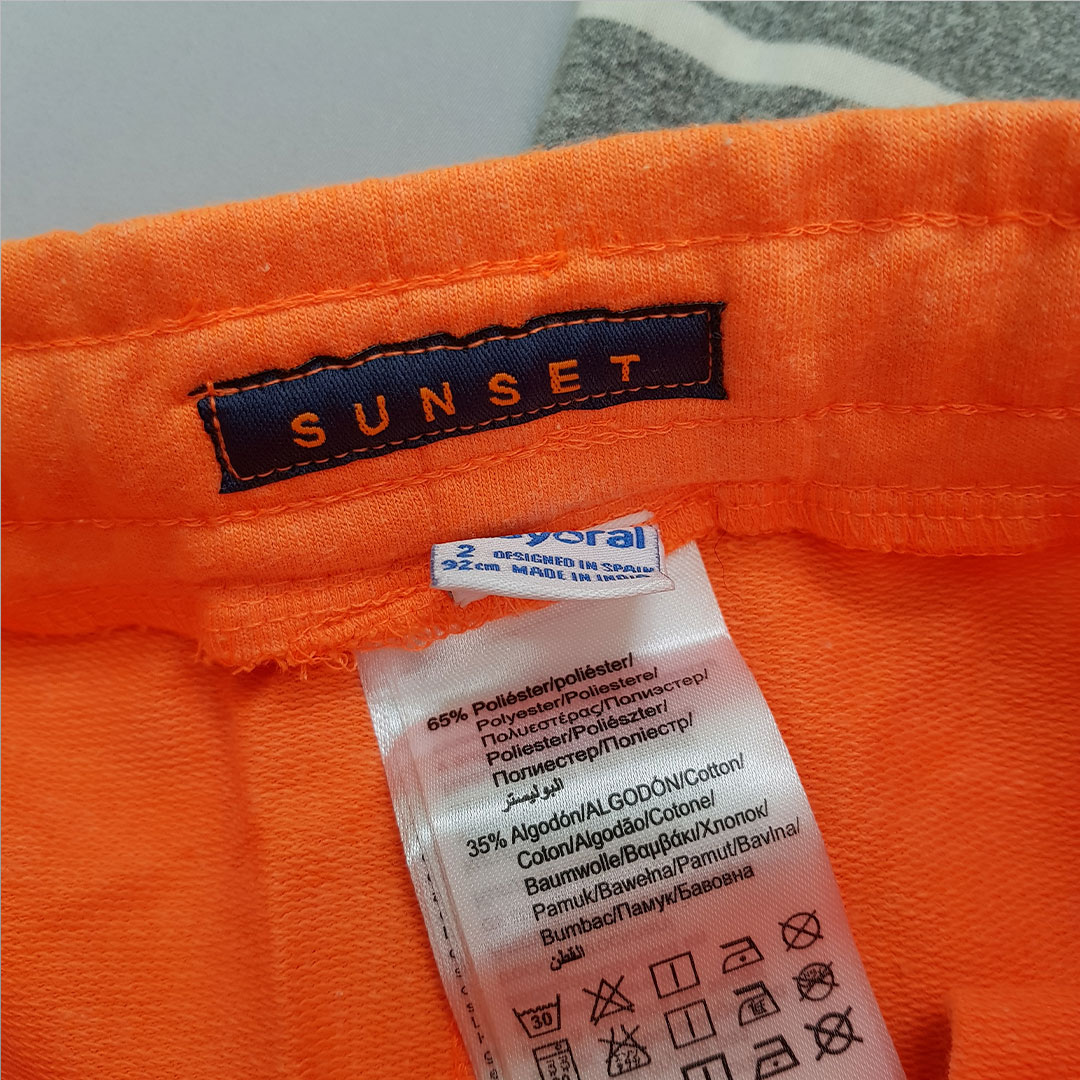 SUNSET
2
DESIGNED IN SPAIN
92cm MADE IN INDIA
65% Poliéster/poliéster/
Polyester/Poliestere/
Πολυεστέρας/Полиэстер/
Poliester/Poliészter/
Полиестер/Поліестр/
البوليستر
35% Algodón/ALGODÓN/Cotton/
Coton/Algodão/Cotone/
Baumwolle/Βαμβάκι/Хлопок/
Pamuk/Bawełna/Pamut/Bavlna/
Bumbac/Памук/Бавовна
القطن
30